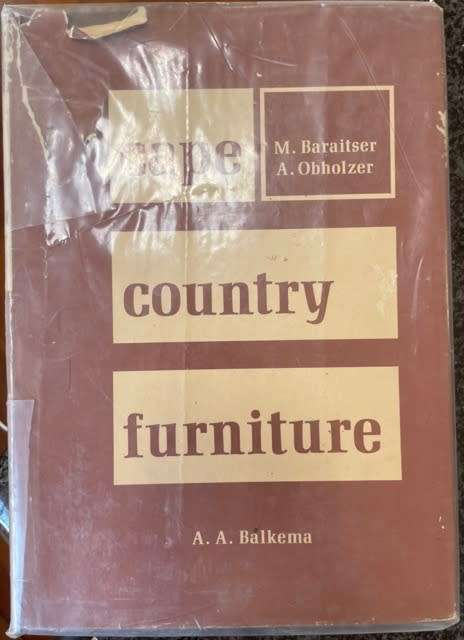 cape
M. Baraitser
A. Obholzer
country
furniture
A. A. Balkema